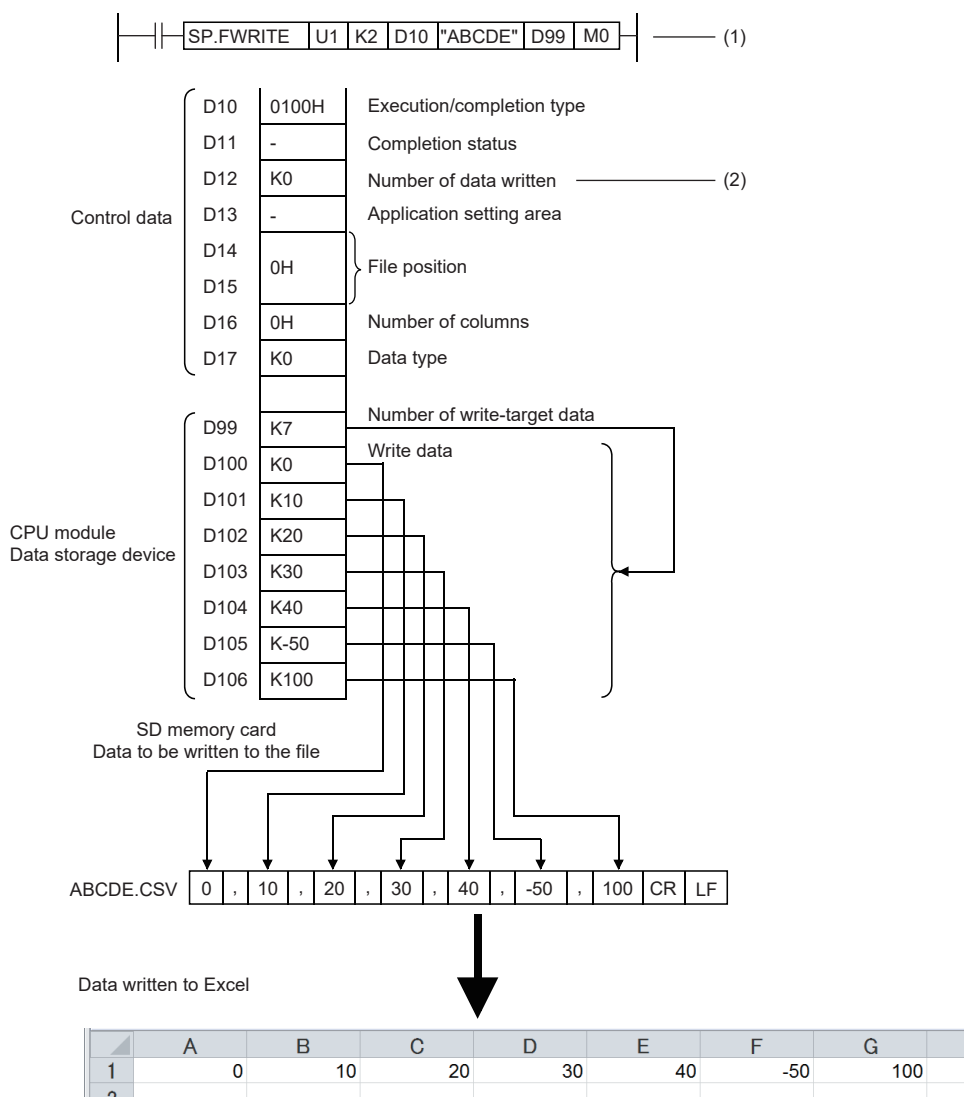 SP.FWRITE U1 K2 D10 "ABCDE" D99 M0 (1)
D10 0100H Execution/completion type
D11 - Completion status
D12 K0 Number of data written (2)
Control data D13 - Application setting area
D14
0H File position
D15
D16 0H Number of columns
D17 K0 Data type
Number of write-target data
D99 K7
Write data
D100 K0
D101 K10
CPU module
Data storage device
D102 K20
D103 K30
D104 K40
D105 K-50
D106 K100
SD memory card
Data to be written to the file
ABCDE.CSV 0 , 10 , 20 , 30 , 40 , -50 , 100 CR LF
Data written to Excel
A B C D E F G
1 0 10 20 30 40 -50 100